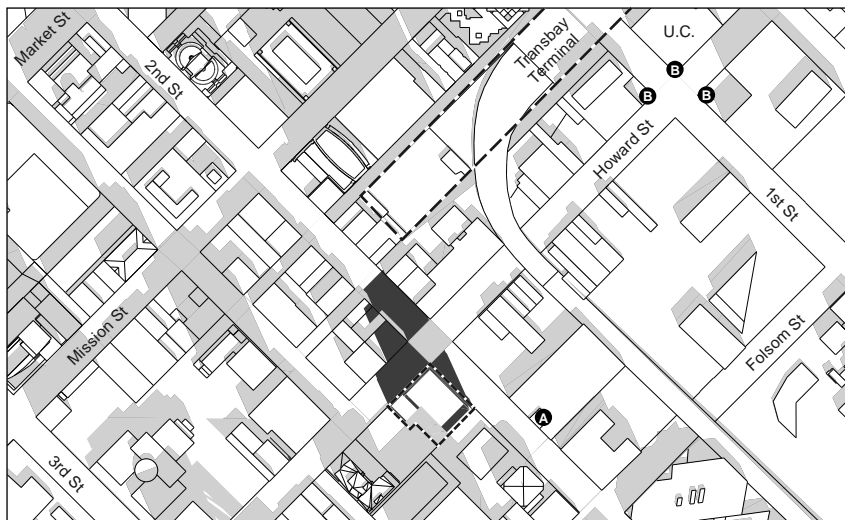 Market St
2nd St
Transbay
Terminal
U.C.
B
B
B
Howard St
1st St
Mission St
Folsom St
A
3rd St